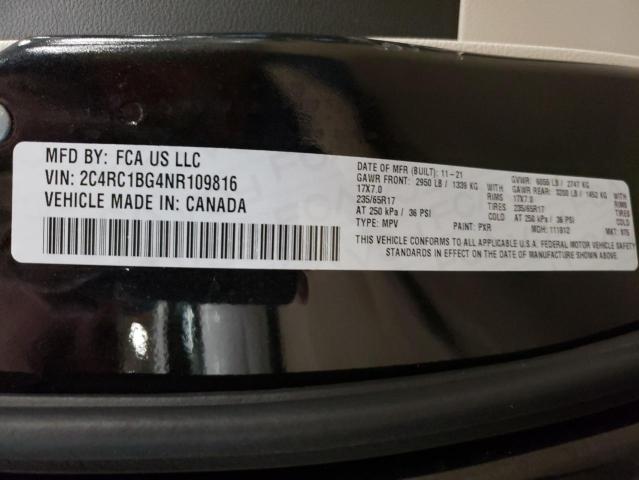 MFD BY: FCA US LLC
VIN: 2C4RC1BG4NR109816
VEHICLE MADE IN: CANADA
DATE OF MFR (BUILT): 11-21 GVWR: 6055 LB / 2747 KG
GAWR FRONT: 2950 LB / 1339 KG GAWR REAR: 3200 LB / 1452 KG
17X7.0 RIMS 17X7.0 RIMS
235/65R17 TIRES 235/65R17 TIRES
AT 250 kPa / 36 PSI COLD AT 250 kPa / 36 PSI COLD
TYPE: MPV PAINT: PXR MDH: 111912 MKT:
THIS VEHICLE CONFORMS TO ALL APPLICABLE U.S.A. FEDERAL MOTOR VEHICLE SAFETY
STANDARDS IN EFFECT ON THE DATE OF MANUFACTURE SHOWN ABOVE.